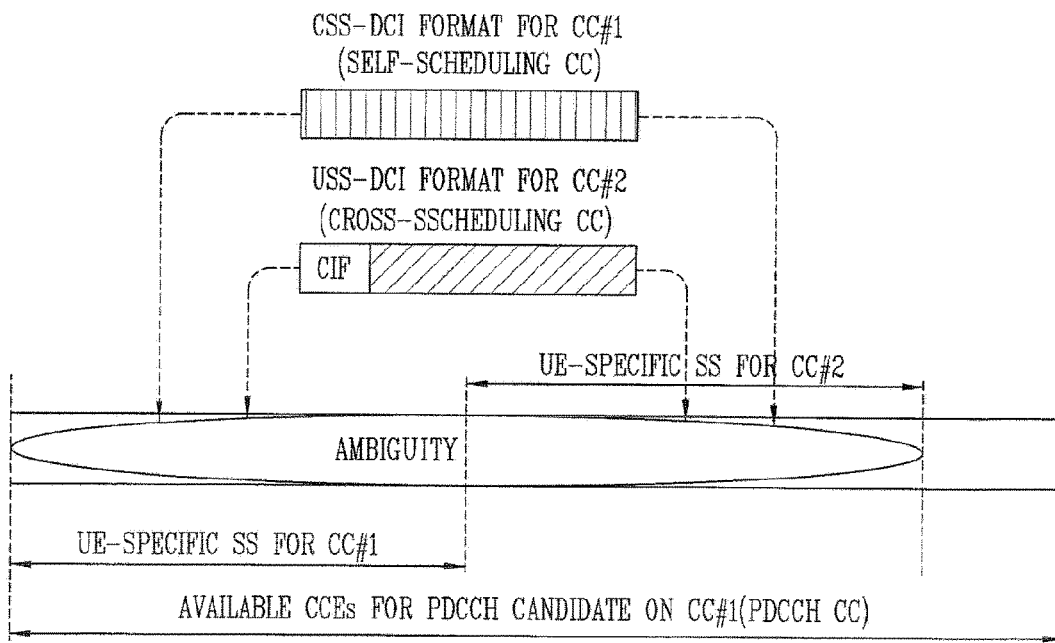 CSS-DCI FORMAT FOR CC#1
(SELF-SCHEDULING CC)
USS-DCI FORMAT FOR CC#2
(CROSS-SSCHEDULING CC)
CIF
UE-SPECIFIC SS FOR CC#2
AMBIGUITY
UE-SPECIFIC SS FOR CC#1
AVAILABLE CCEs FOR PDCCH CANDIDATE ON CC#1(PDCCH CC)